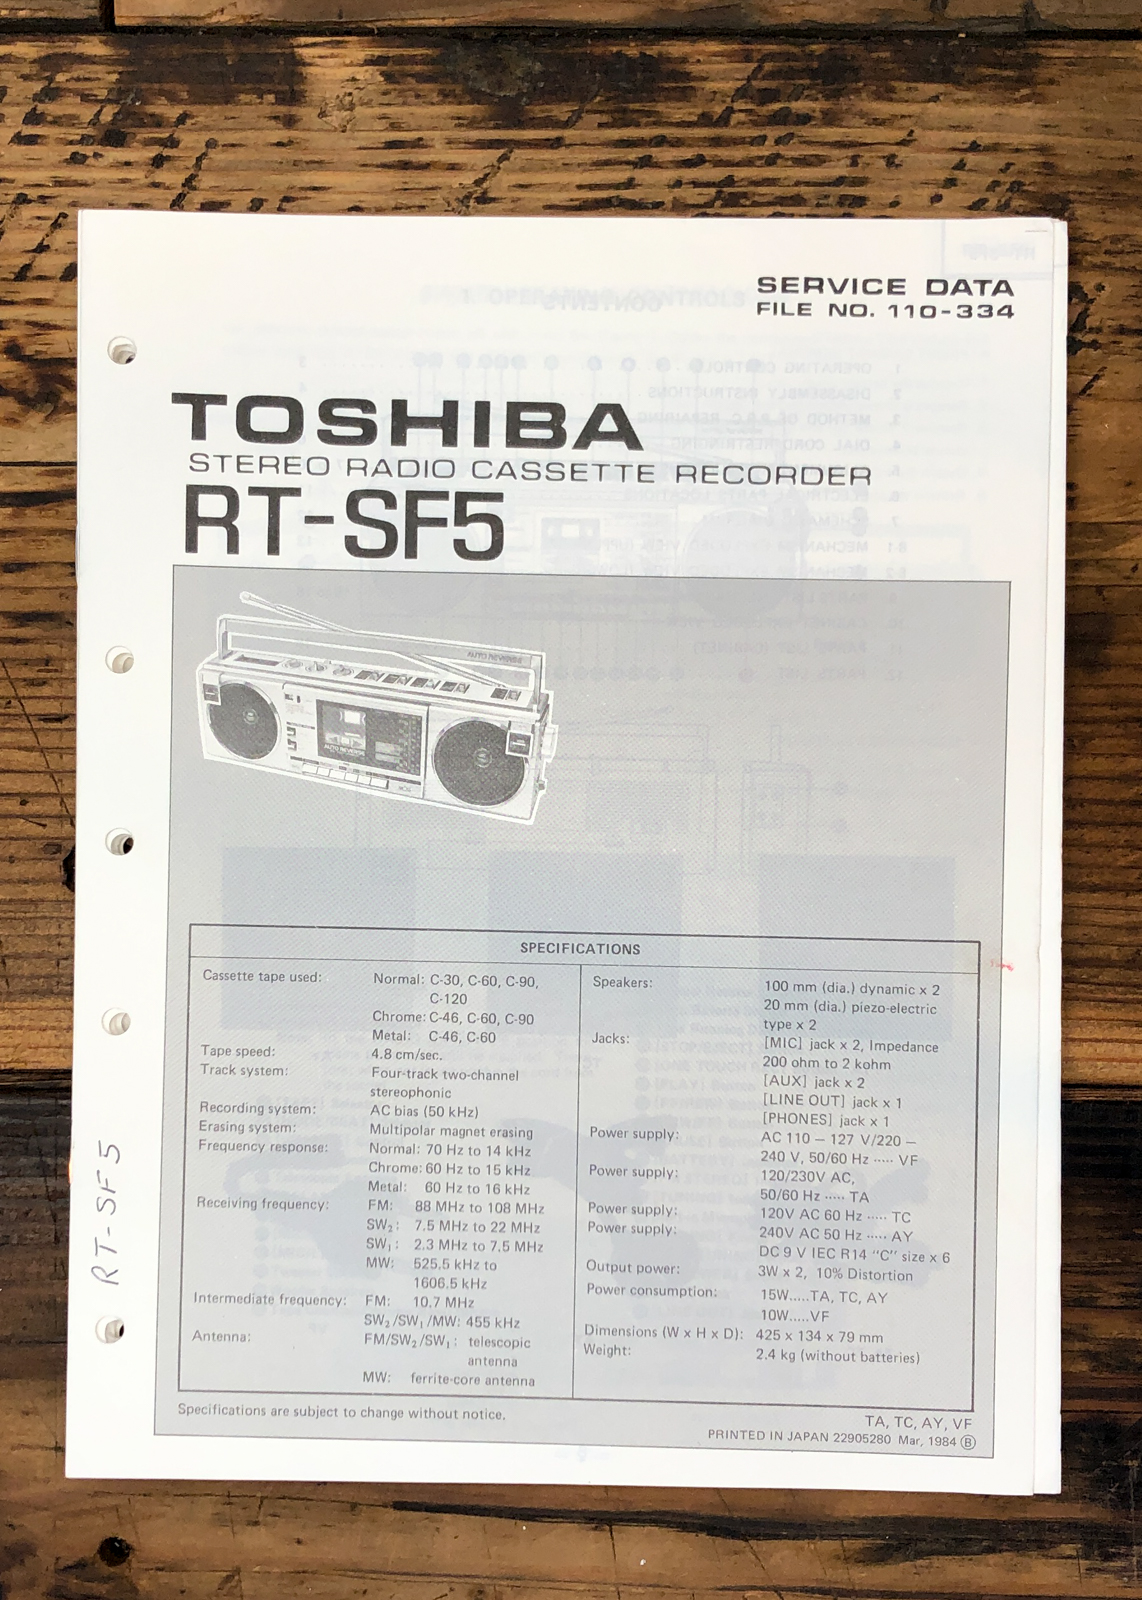 SERVICE DATA
FILE NO. 110-334
TOSHIBA
STEREO RADIO CASSETTE RECORDER
RT-SF5
AUTO REVERSE
AUTO REVERSE
SPECIFICATIONS
Cassette tape used: Normal: C-30, C-60, C-90,
C-120
Chrome: C-46, C-60, C-90
Metal: C-46, C-60
Tape speed: 4.8 cm/sec.
Track system: Four-track two-channel
stereophonic
Recording system: AC bias (50 kHz)
Erasing system: Multipolar magnet erasing
Frequency response: Normal: 70 Hz to 14 kHz
Chrome: 60 Hz to 15 kHz
Metal: 60 Hz to 16 kHz
Receiving frequency: FM: 88 MHz to 108 MHz
SW₂: 7.5 MHz to 22 MHz
SW₁: 2.3 MHz to 7.5 MHz
MW: 525.5 kHz to
1606.5 kHz
Intermediate frequency: FM: 10.7 MHz
SW₂/SW₁/MW: 455 kHz
Antenna: FM/SW₂/SW₁: telescopic
antenna
MW: ferrite-core antenna
Speakers: 100 mm (dia.) dynamic x 2
20 mm (dia.) piezo-electric
type x 2
Jacks: [MIC] jack x 2, Impedance
200 ohm to 2 kohm
[AUX] jack x 2
[LINE OUT] jack x 1
[PHONES] jack x 1
Power supply: AC 110 – 127 V/220 –
240 V, 50/60 Hz ····· VF
Power supply: 120/230V AC,
50/60 Hz ····· TA
Power supply: 120V AC 60 Hz ····· TC
Power supply: 240V AC 50 Hz ····· AY
DC 9 V IEC R14 "C" size x 6
Output power: 3W x 2, 10% Distortion
Power consumption: 15W.....TA, TC, AY
10W.....VF
Dimensions (W x H x D): 425 x 134 x 79 mm
Weight: 2.4 kg (without batteries)
Specifications are subject to change without notice.
TA, TC, AY, VF
PRINTED IN JAPAN 22905280 Mar, 1984 Ⓑ
RT-SF5